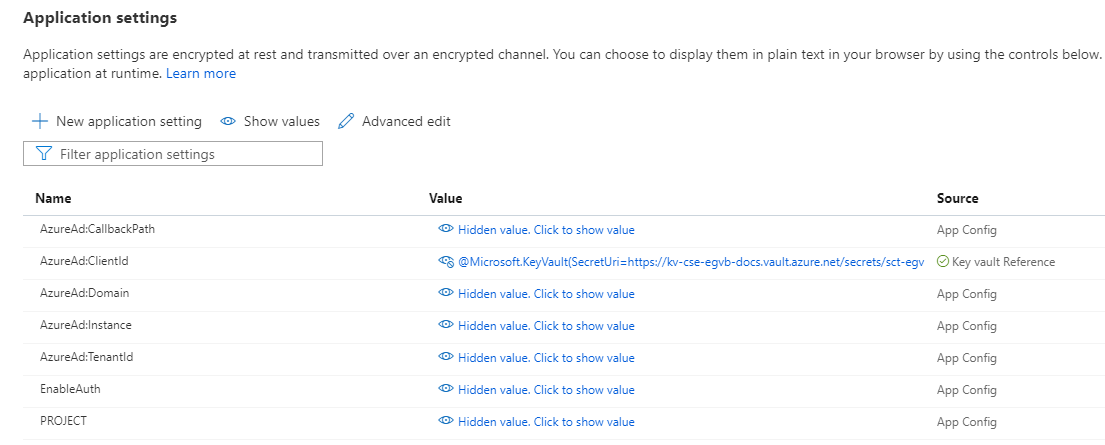 Application settings
Application settings are encrypted at rest and transmitted over an encrypted channel. You can choose to display them in plain text in your browser by using the controls below.
application at runtime. Learn more
New application setting Show values Advanced edit
Filter application settings
Name Value Source
AzureAd:CallbackPath Hidden value. Click to show value App Config
AzureAd:ClientId @Microsoft.KeyVault(SecretUri=https://kv-cse-egvb-docs.vault.azure.net/secrets/sct-egv Key vault Reference
AzureAd:Domain Hidden value. Click to show value App Config
AzureAd:Instance Hidden value. Click to show value App Config
AzureAd:TenantId Hidden value. Click to show value App Config
EnableAuth Hidden value. Click to show value App Config
PROJECT Hidden value. Click to show value App Config